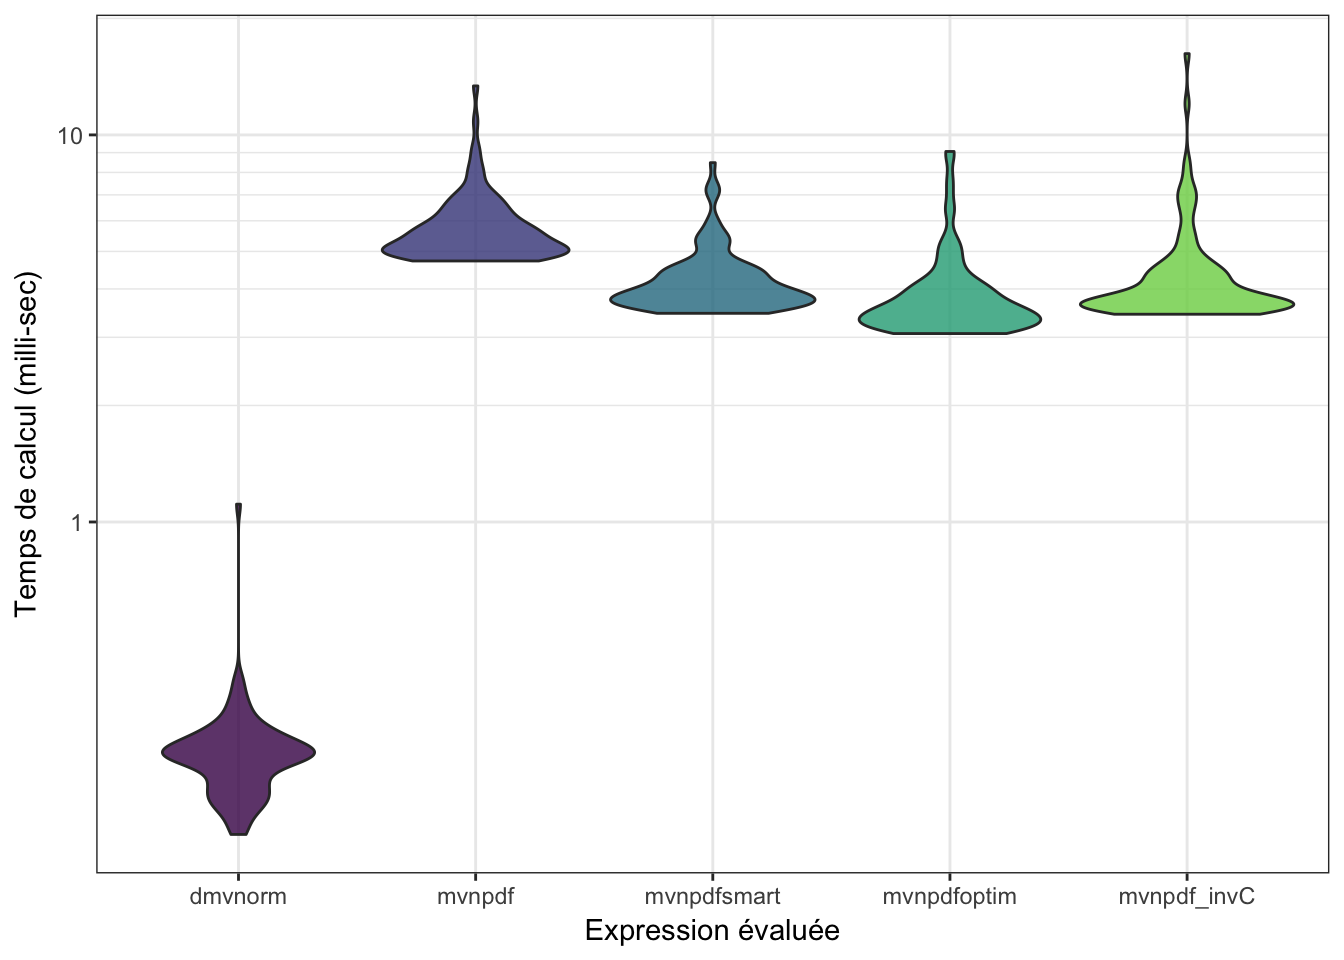 Temps de calcul (milli-sec)
10
1
dmvnorm
mvnpdf
mvnpdfsmart
mvnpdfoptim
mvnpdf_invC
Expression évaluée